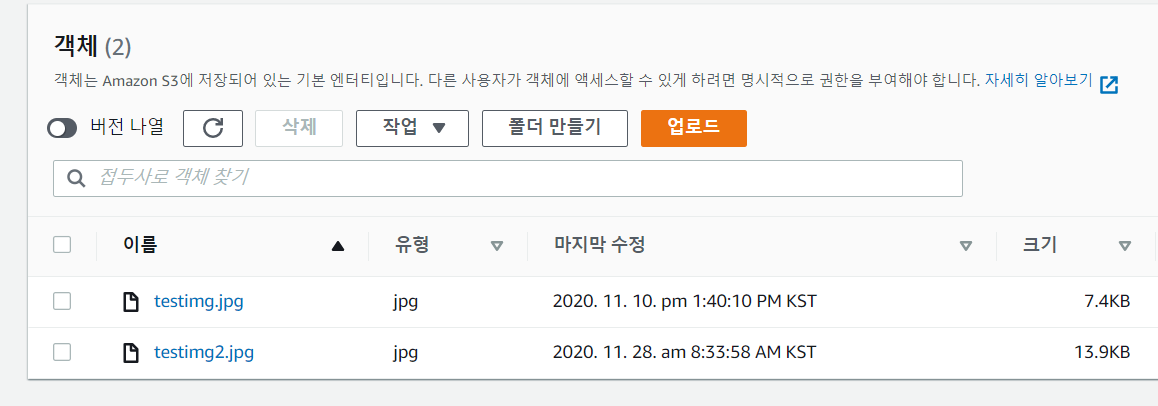 객체 (2)
객체는 Amazon S3에 저장되어 있는 기본 엔터티입니다. 다른 사용자가 객체에 액세스할 수 있게 하려면 명시적으로 권한을 부여해야 합니다. 자세히 알아보기
버전 나열 삭제 작업 폴더 만들기 업로드
접두사로 객체 찾기
이름 유형 마지막 수정 크기
testimg.jpg jpg 2020. 11. 10. pm 1:40:10 PM KST 7.4KB
testimg2.jpg jpg 2020. 11. 28. am 8:33:58 AM KST 13.9KB